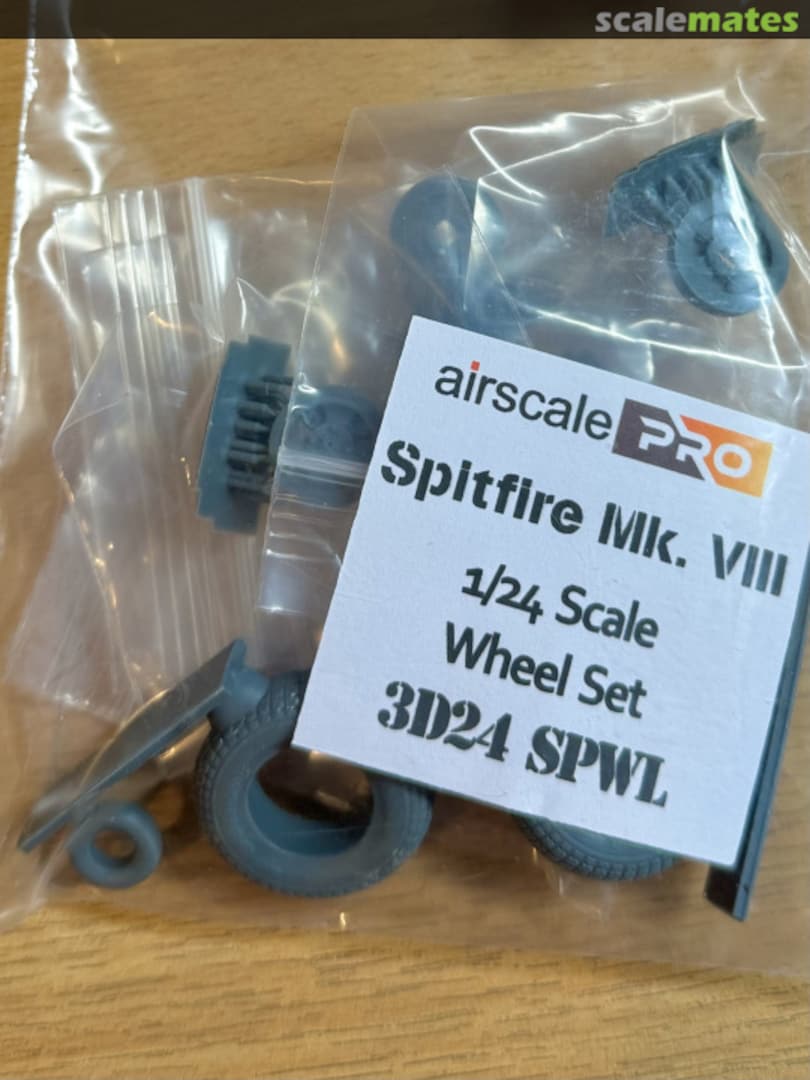 scalemates
airscale PRO
Spitfire Mk. VIII
1/24 Scale
Wheel Set
3D24 SPWL